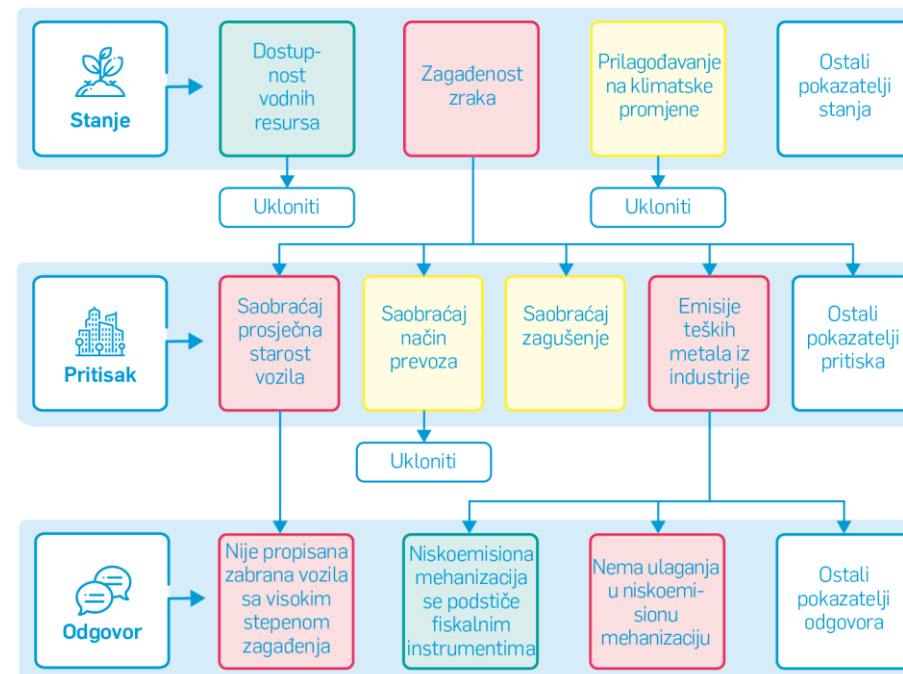 Stanje
Dostup-
nost
vodnih
resursa
Zagađenost
zraka
Prilagođavanje
na klimatske
promjene
Ostali
pokazatelji
stanja
Ukloniti
Ukloniti
Pritisak
Saobraćaj
prosječna
starost
vozila
Saobraćaj
način
prevoza
Saobraćaj
zagušenje
Emisije
teških
metala iz
industrije
Ostali
pokazatelji
pritiska
Ukloniti
Odgovor
Nije propisana
zabrana vozila
sa visokim
stepenom
zagađenja
Niskoemisiona
mehanizacija
se podstiče
fiskalnim
instrumentima
Nema ulaganja
u niskoemi-
sionu
mehanizaciju
Ostali
pokazatelji
odgovora